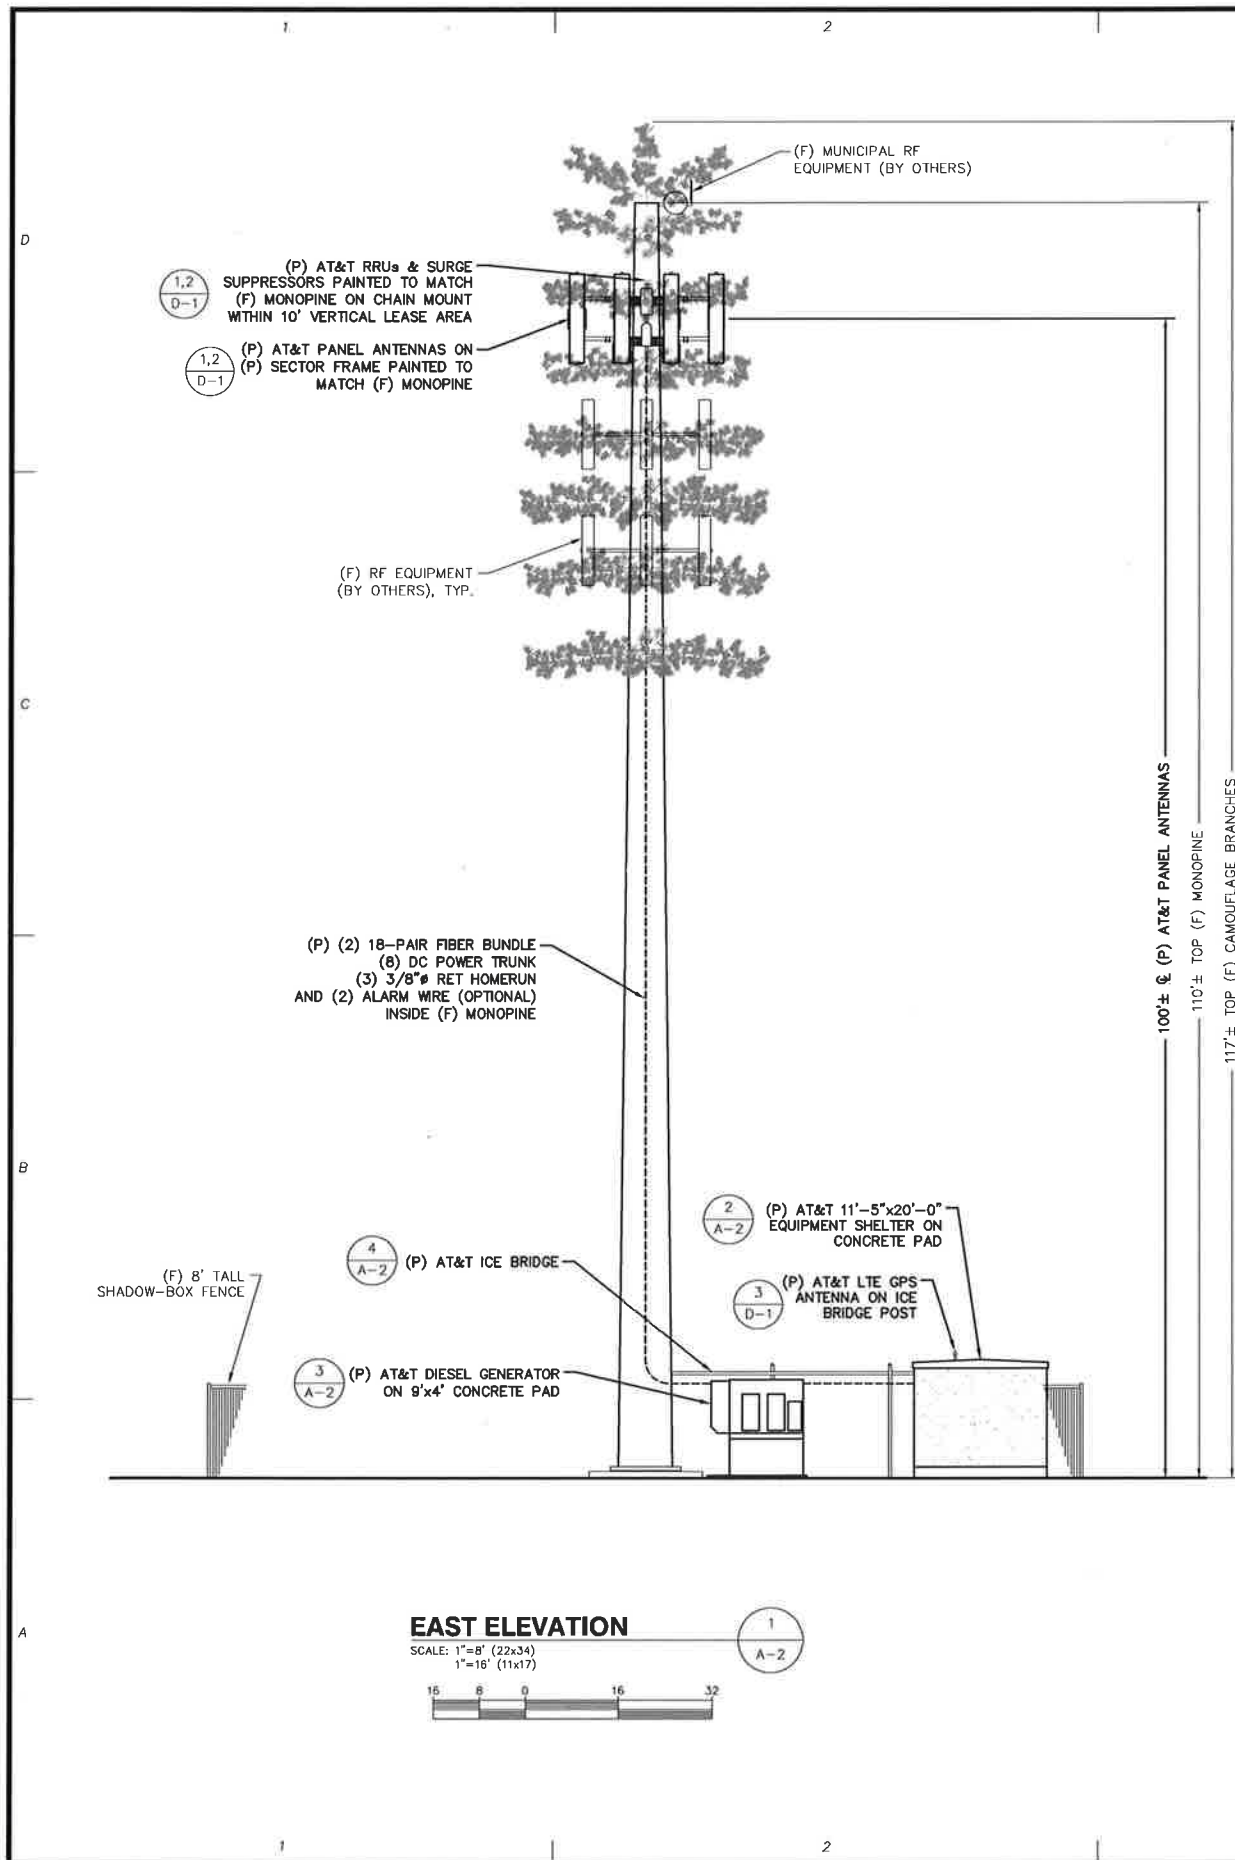 1
2
D
C
B
A
(F) MUNICIPAL RF
EQUIPMENT (BY OTHERS)
1,2
D-1
(P) AT&T RRUs & SURGE
SUPPRESSORS PAINTED TO MATCH
(F) MONOPINE ON CHAIN MOUNT
WITHIN 10' VERTICAL LEASE AREA
1,2
D-1
(P) AT&T PANEL ANTENNAS ON
(P) SECTOR FRAME PAINTED TO
MATCH (F) MONOPINE
(F) RF EQUIPMENT
(BY OTHERS), TYP.
100'± ℄ (P) AT&T PANEL ANTENNAS
110'± TOP (F) MONOPINE
117'± TOP (F) CAMOUFLAGE BRANCHES
(P) (2) 18-PAIR FIBER BUNDLE
(8) DC POWER TRUNK
(3) 3/8"ø RET HOMERUN
AND (2) ALARM WIRE (OPTIONAL)
INSIDE (F) MONOPINE
2
A-2
(P) AT&T 11'-5"x20'-0"
EQUIPMENT SHELTER ON
CONCRETE PAD
4
A-2
(P) AT&T ICE BRIDGE
(F) 8' TALL
SHADOW-BOX FENCE
3
D-1
(P) AT&T LTE GPS
ANTENNA ON ICE
BRIDGE POST
3
A-2
(P) AT&T DIESEL GENERATOR
ON 9'x4' CONCRETE PAD
EAST ELEVATION
SCALE: 1"=8' (22x34)
1"=16' (11x17)
1
A-2
16 8 0 16 32
1
2